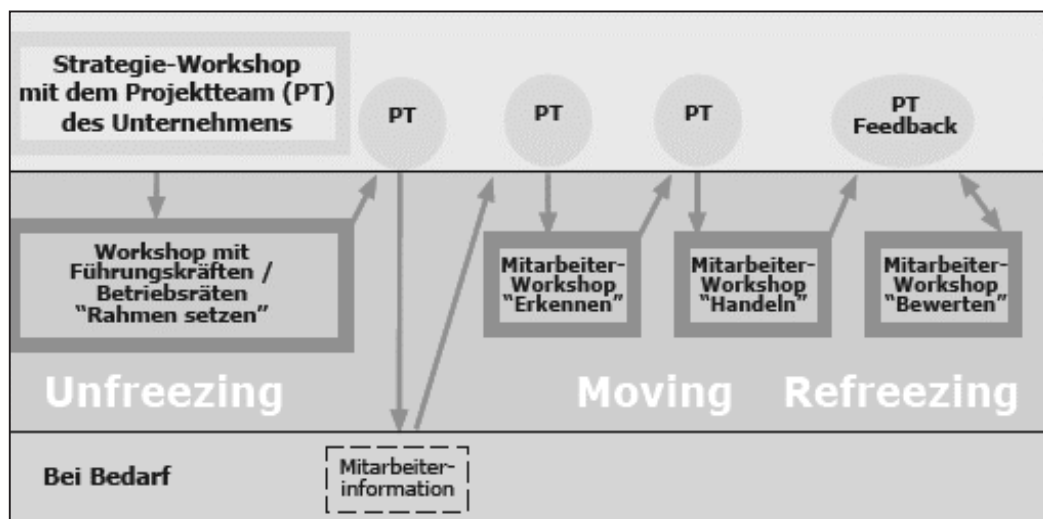 Strategie-Workshop
mit dem Projektteam (PT)
des Unternehmens
PT
PT
PT
PT
Feedback
Workshop mit
Führungskräften /
Betriebsräten
“Rahmen setzen”
Mitarbeiter-
Workshop
“Erkennen”
Mitarbeiter-
Workshop
“Handeln”
Mitarbeiter-
Workshop
“Bewerten”
Unfreezing
Moving
Refreezing
Bei Bedarf
Mitarbeiter-
information